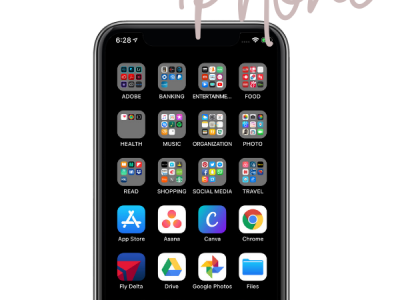 iPhone
6:28
ADOBE BANKING ENTERTAINME... FOOD
HEALTH MUSIC ORGANIZATION PHOTO
READ SHOPPING SOCIAL MEDIA TRAVEL
App Store Asana Canva Chrome
Fly Delta Drive Google Photos Files